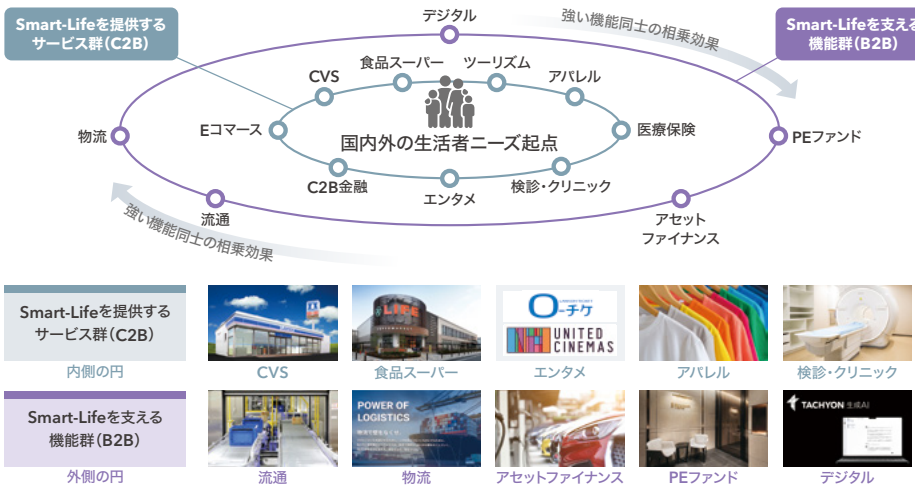 Smart-Lifeを提供する
サービス群（C2B）
デジタル
強い機能同士の相乗効果
Smart-Lifeを支える
機能群（B2B）
食品スーパー
ツーリズム
CVS
アパレル
物流
Eコマース
国内外の生活者ニーズ起点
医療保険
PEファンド
C2B金融
エンタメ
検診・クリニック
流通
アセット
ファイナンス
強い機能同士の相乗効果
Smart-Lifeを提供する
サービス群（C2B）
内側の円
LIFE
ローチケ
UNITED
CINEMAS
CVS
食品スーパー
エンタメ
アパレル
検診・クリニック
Smart-Lifeを支える
機能群（B2B）
外側の円
POWER OF
LOGISTICS
TACHYON 生成AI
流通
物流
アセットファイナンス
PEファンド
デジタル